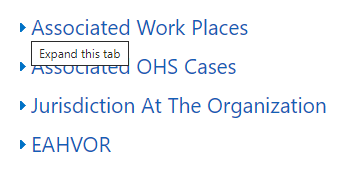 Associated Work Places
Expand this tab
Associated OHS Cases
Jurisdiction At The Organization
EAHVOR